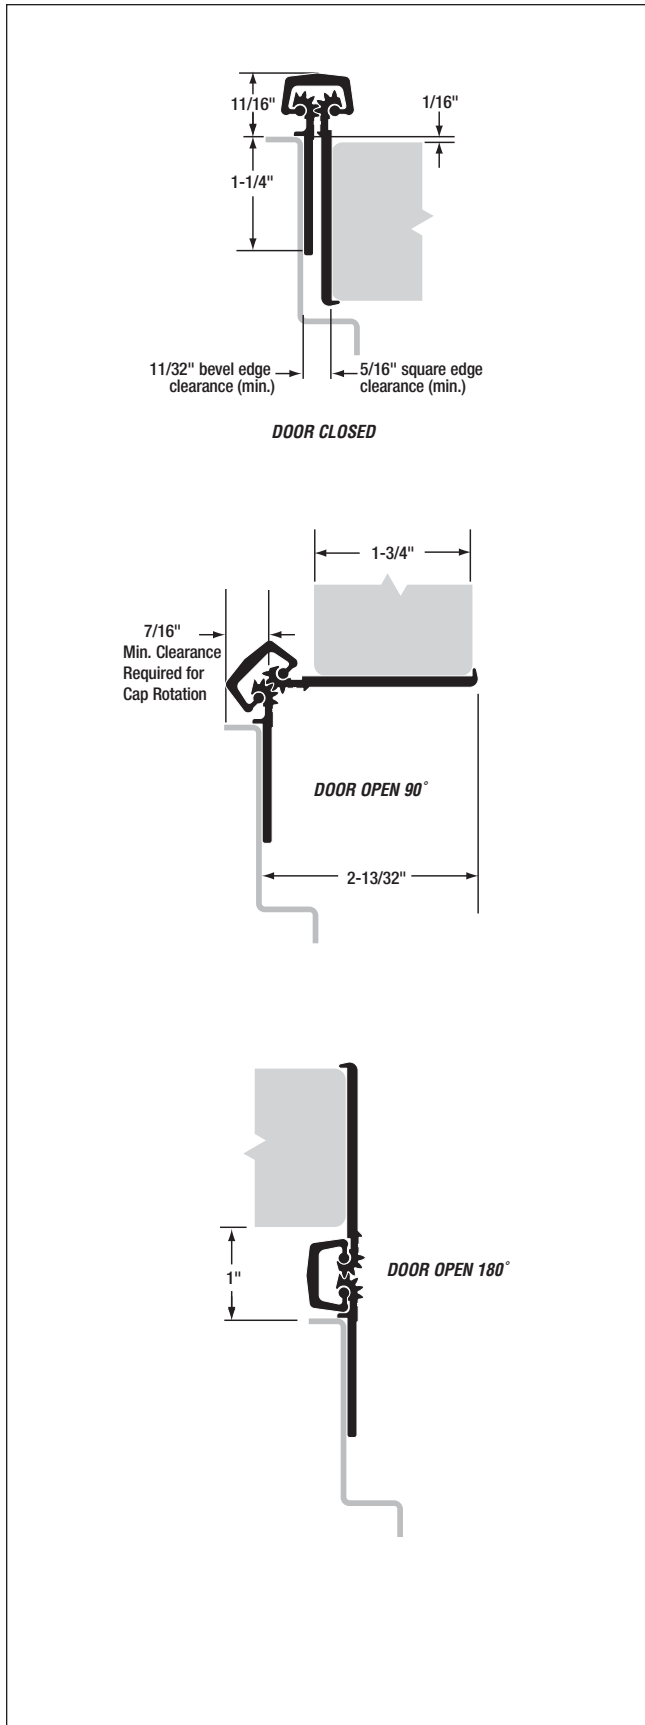 11/16"
1/16"
1-1/4"
11/32" bevel edge
clearance (min.)
5/16" square edge
clearance (min.)
DOOR CLOSED
1-3/4"
7/16"
Min. Clearance
Required for
Cap Rotation
DOOR OPEN 90°
2-13/32"
1"
DOOR OPEN 180°